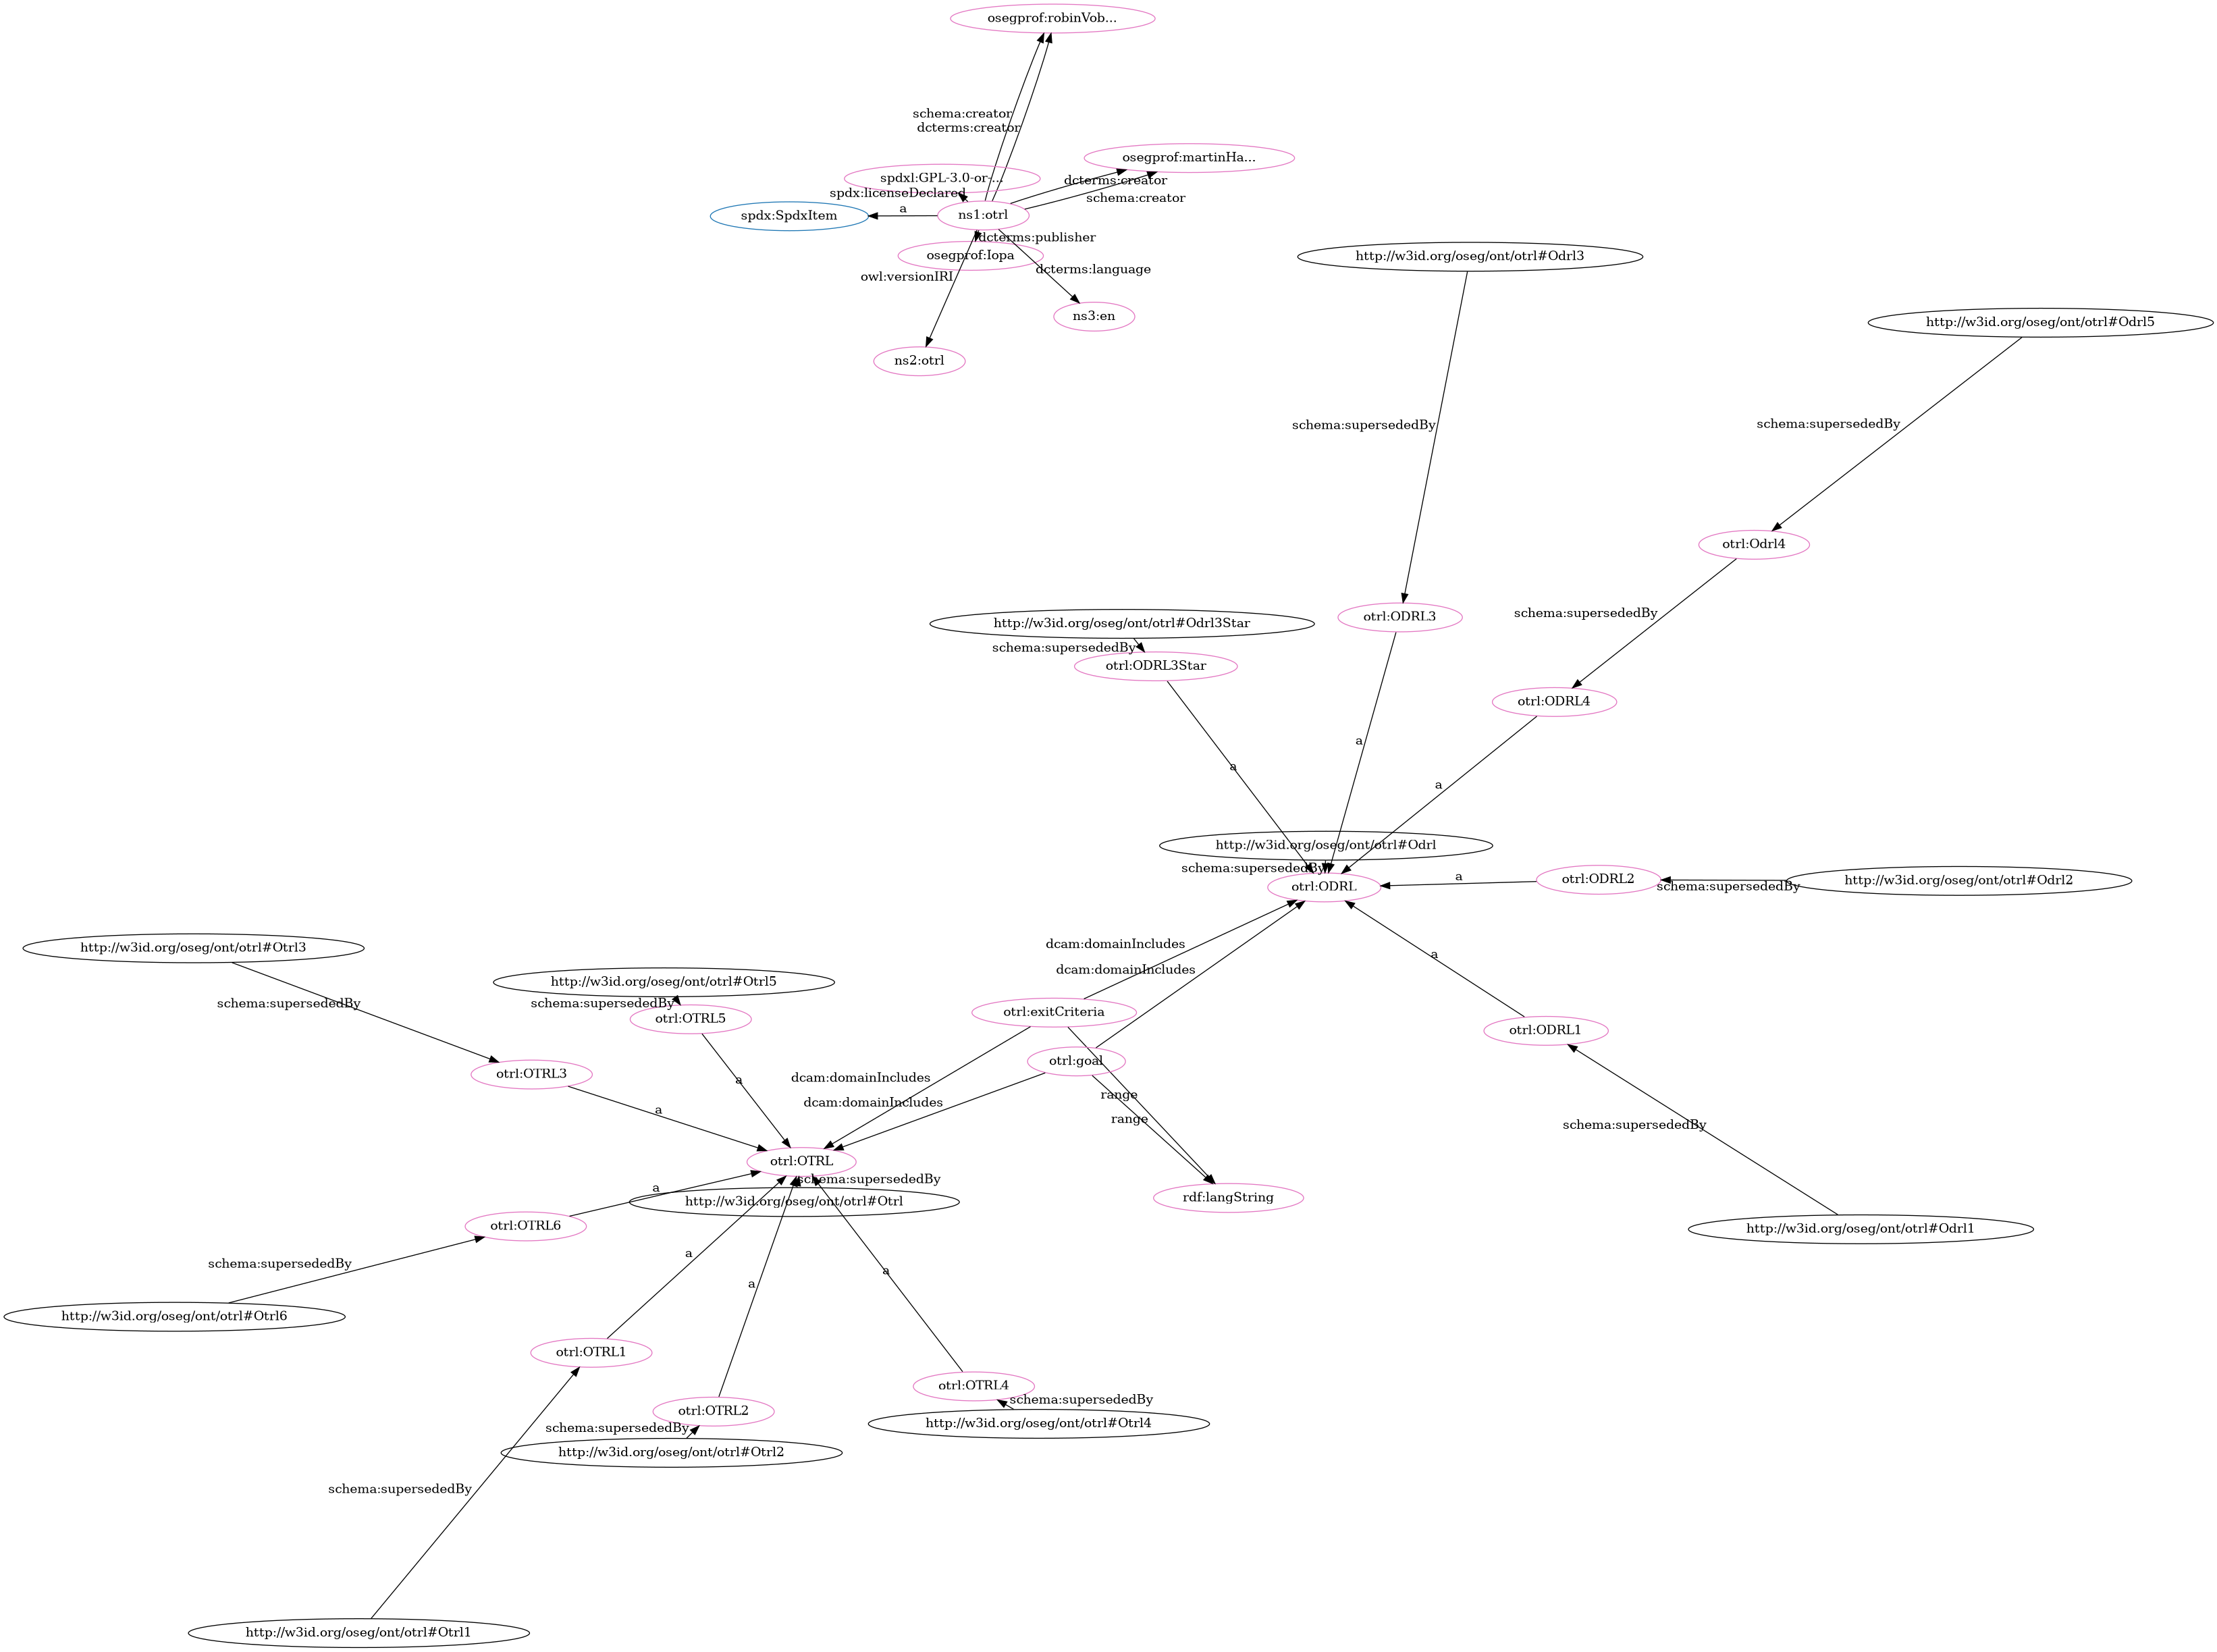 osegprof:robinVob...
schema:creator
dcterms:creator
osegprof:martinHa...
spdxl:GPL-3.0-or-...
dcterms:creator
spdx:licenseDeclared
schema:creator
spdx:SpdxItem
a
ns1:otrl
dcterms:publisher
osegprof:Iopa
http://w3id.org/oseg/ont/otrl#Odrl3
owl:versionIRI
dcterms:language
ns3:en
http://w3id.org/oseg/ont/otrl#Odrl5
ns2:otrl
schema:supersededBy
schema:supersededBy
otrl:Odrl4
http://w3id.org/oseg/ont/otrl#Odrl3Star
otrl:ODRL3
schema:supersededBy
schema:supersededBy
otrl:ODRL3Star
otrl:ODRL4
a
a
a
http://w3id.org/oseg/ont/otrl#Odrl
schema:supersededBy
otrl:ODRL
a
otrl:ODRL2
schema:supersededBy
http://w3id.org/oseg/ont/otrl#Odrl2
http://w3id.org/oseg/ont/otrl#Otrl3
dcam:domainIncludes
a
dcam:domainIncludes
http://w3id.org/oseg/ont/otrl#Otrl5
schema:supersededBy
schema:supersededBy
otrl:OTRL5
otrl:exitCriteria
otrl:ODRL1
otrl:goal
otrl:OTRL3
a
dcam:domainIncludes
range
a
dcam:domainIncludes
range
schema:supersededBy
otrl:OTRL
schema:supersededBy
a
http://w3id.org/oseg/ont/otrl#Otrl
rdf:langString
otrl:OTRL6
http://w3id.org/oseg/ont/otrl#Odrl1
schema:supersededBy
a
a
a
http://w3id.org/oseg/ont/otrl#Otrl6
otrl:OTRL1
otrl:OTRL4
schema:supersededBy
otrl:OTRL2
http://w3id.org/oseg/ont/otrl#Otrl4
schema:supersededBy
http://w3id.org/oseg/ont/otrl#Otrl2
schema:supersededBy
http://w3id.org/oseg/ont/otrl#Otrl1